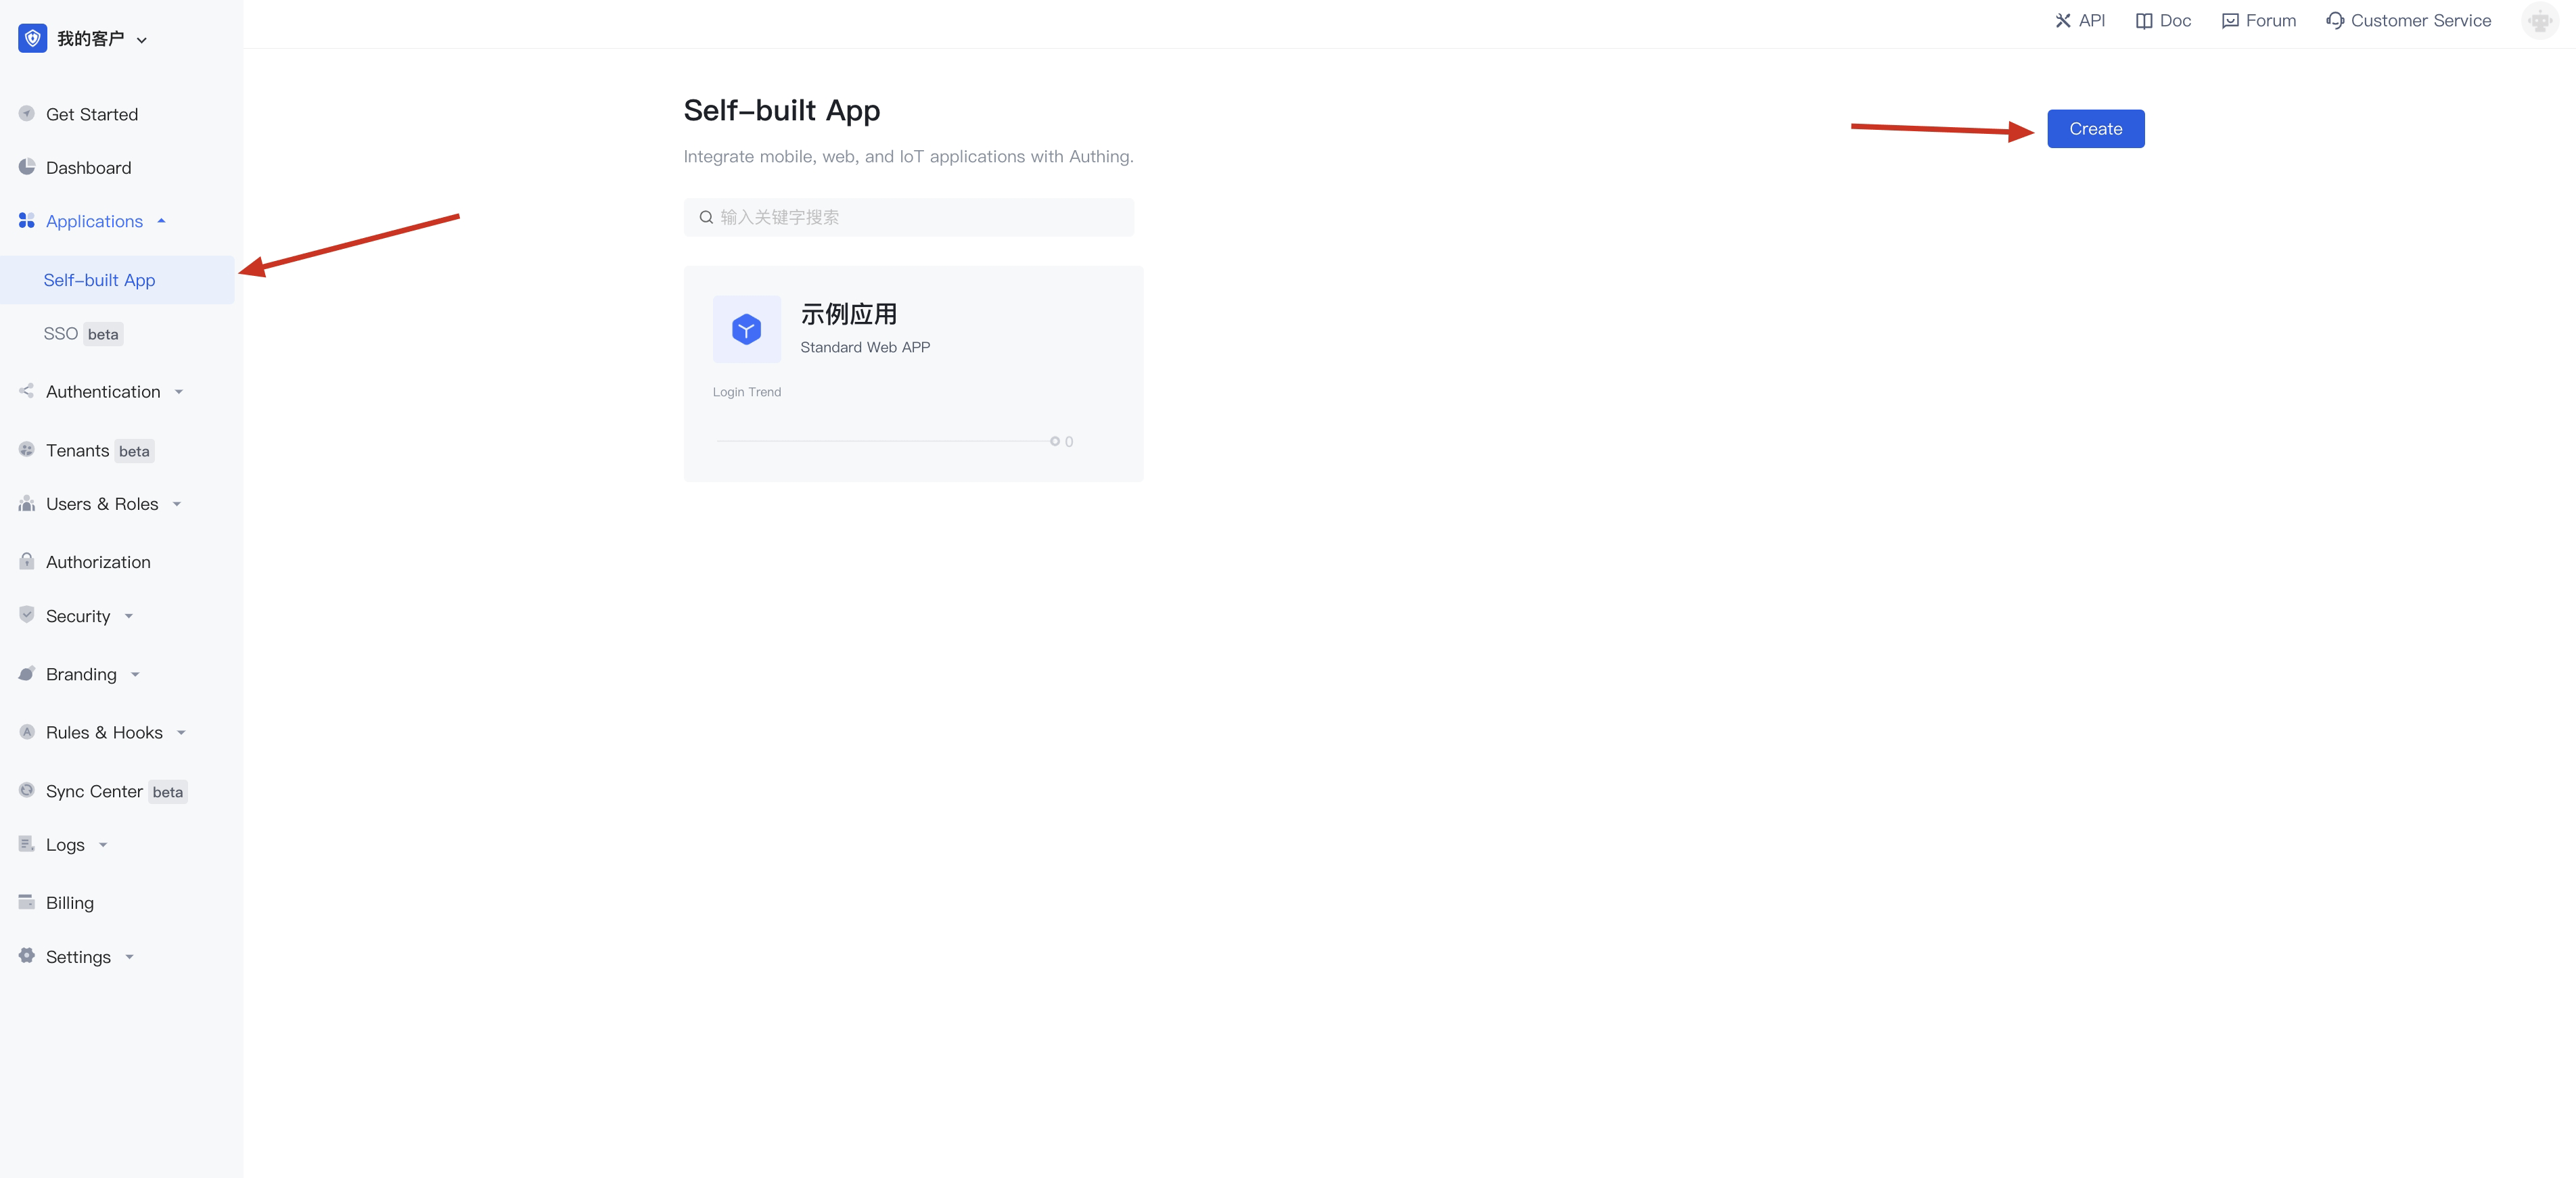 我的客户
API
Doc
Forum
Customer Service
Get Started
Dashboard
Applications
Self-built App
SSO beta
Authentication
Tenants beta
Users & Roles
Authorization
Security
Branding
Rules & Hooks
Sync Center beta
Logs
Billing
Settings
Self-built App
Create
Integrate mobile, web, and IoT applications with Authing.
输入关键字搜索
示例应用
Standard Web APP
Login Trend
0